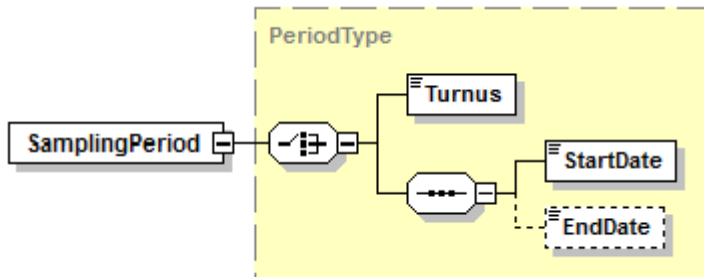 PeriodType
Turnus
SamplingPeriod
StartDate
EndDate